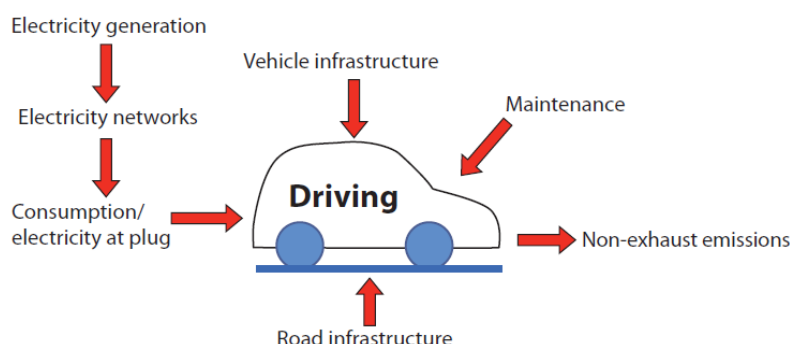 Electricity generation
Vehicle infrastructure
Electricity networks
Maintenance
Driving
Consumption/
electricity at plug
Non-exhaust emissions
Road infrastructure